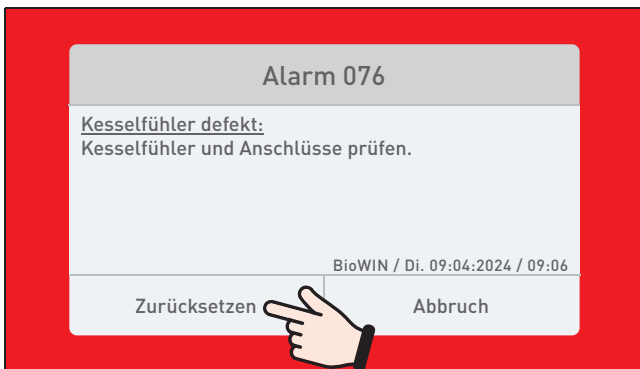 Alarm 076
Kesselfühler defekt:
Kesselfühler und Anschlüsse prüfen.
BioWIN / Di. 09:04:2024 / 09:06
Zurücksetzen
Abbruch